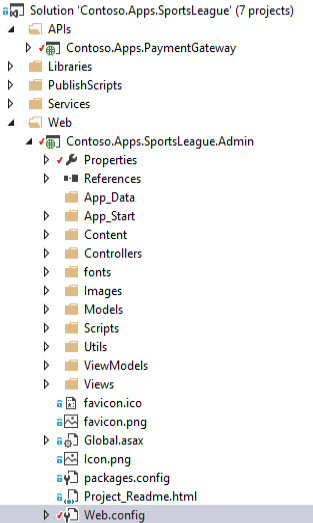 Solution 'Contoso.Apps.SportsLeague' (7 projects)
APIs
Contoso.Apps.PaymentGateway
Libraries
PublishScripts
Services
Web
Contoso.Apps.SportsLeague.Admin
Properties
References
App_Data
App_Start
Content
Controllers
fonts
Images
Models
Scripts
Utils
ViewModels
Views
favicon.ico
favicon.png
Global.asax
Icon.png
packages.config
Project_Readme.html
Web.config